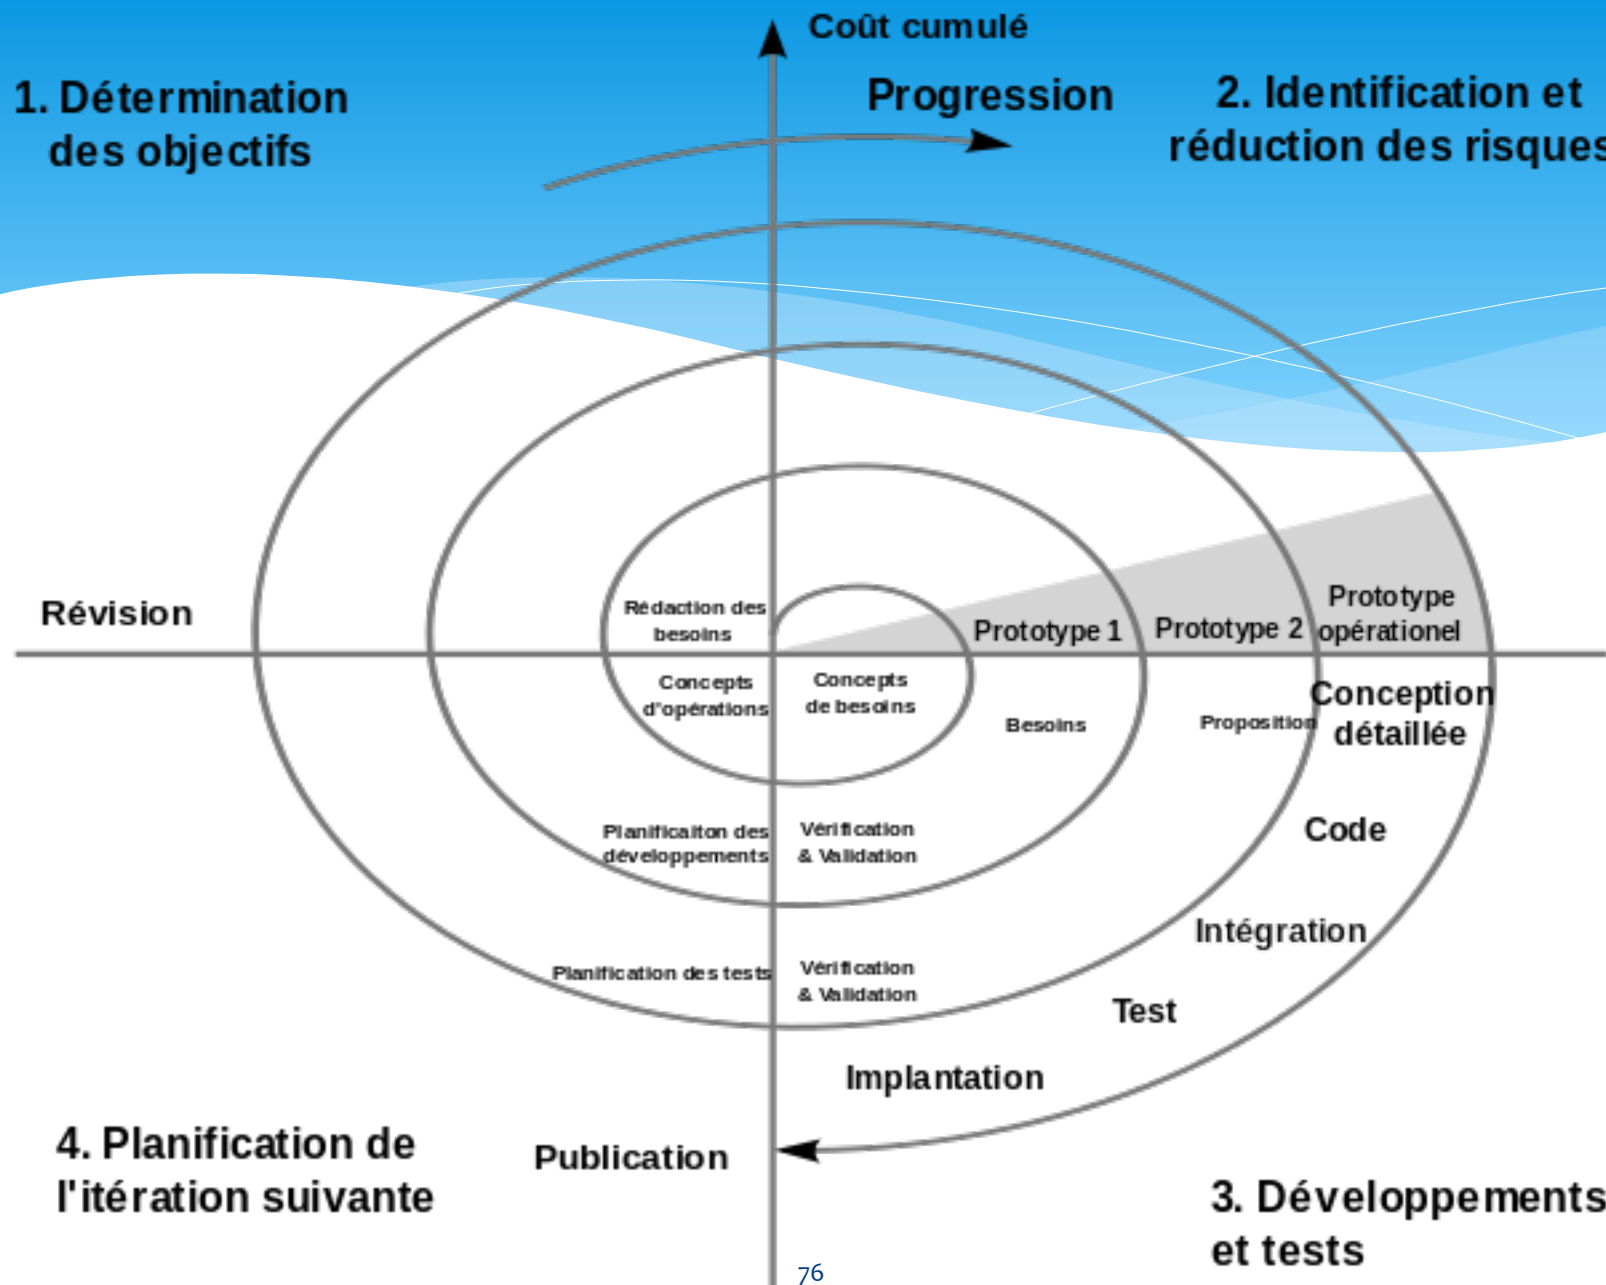 Coût cumulé
1. Détermination
des objectifs
Progression
2. Identification et
réduction des risques
Révision
Rédaction des
besoins
Prototype 1
Prototype 2
Prototype
opérationel
Concepts
d'opérations
Concepts
de besoins
Besoins
Proposition
Conception
détaillée
Code
Planificaiton des
développements
Vérification
& Validation
Intégration
Planification des tests
Vérification
& Validation
Test
Implantation
Publication
4. Planification de
l'itération suivante
3. Développements
et tests
76